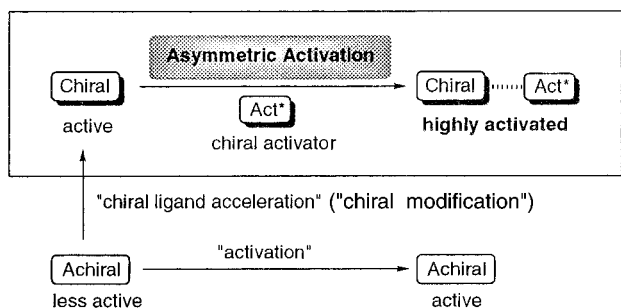 Asymmetric Activation
Chiral
Act*
chiral activator
active
Chiral
Act*
highly activated
"chiral ligand acceleration" ("chiral modification")
Achiral
less active
"activation"
Achiral
active